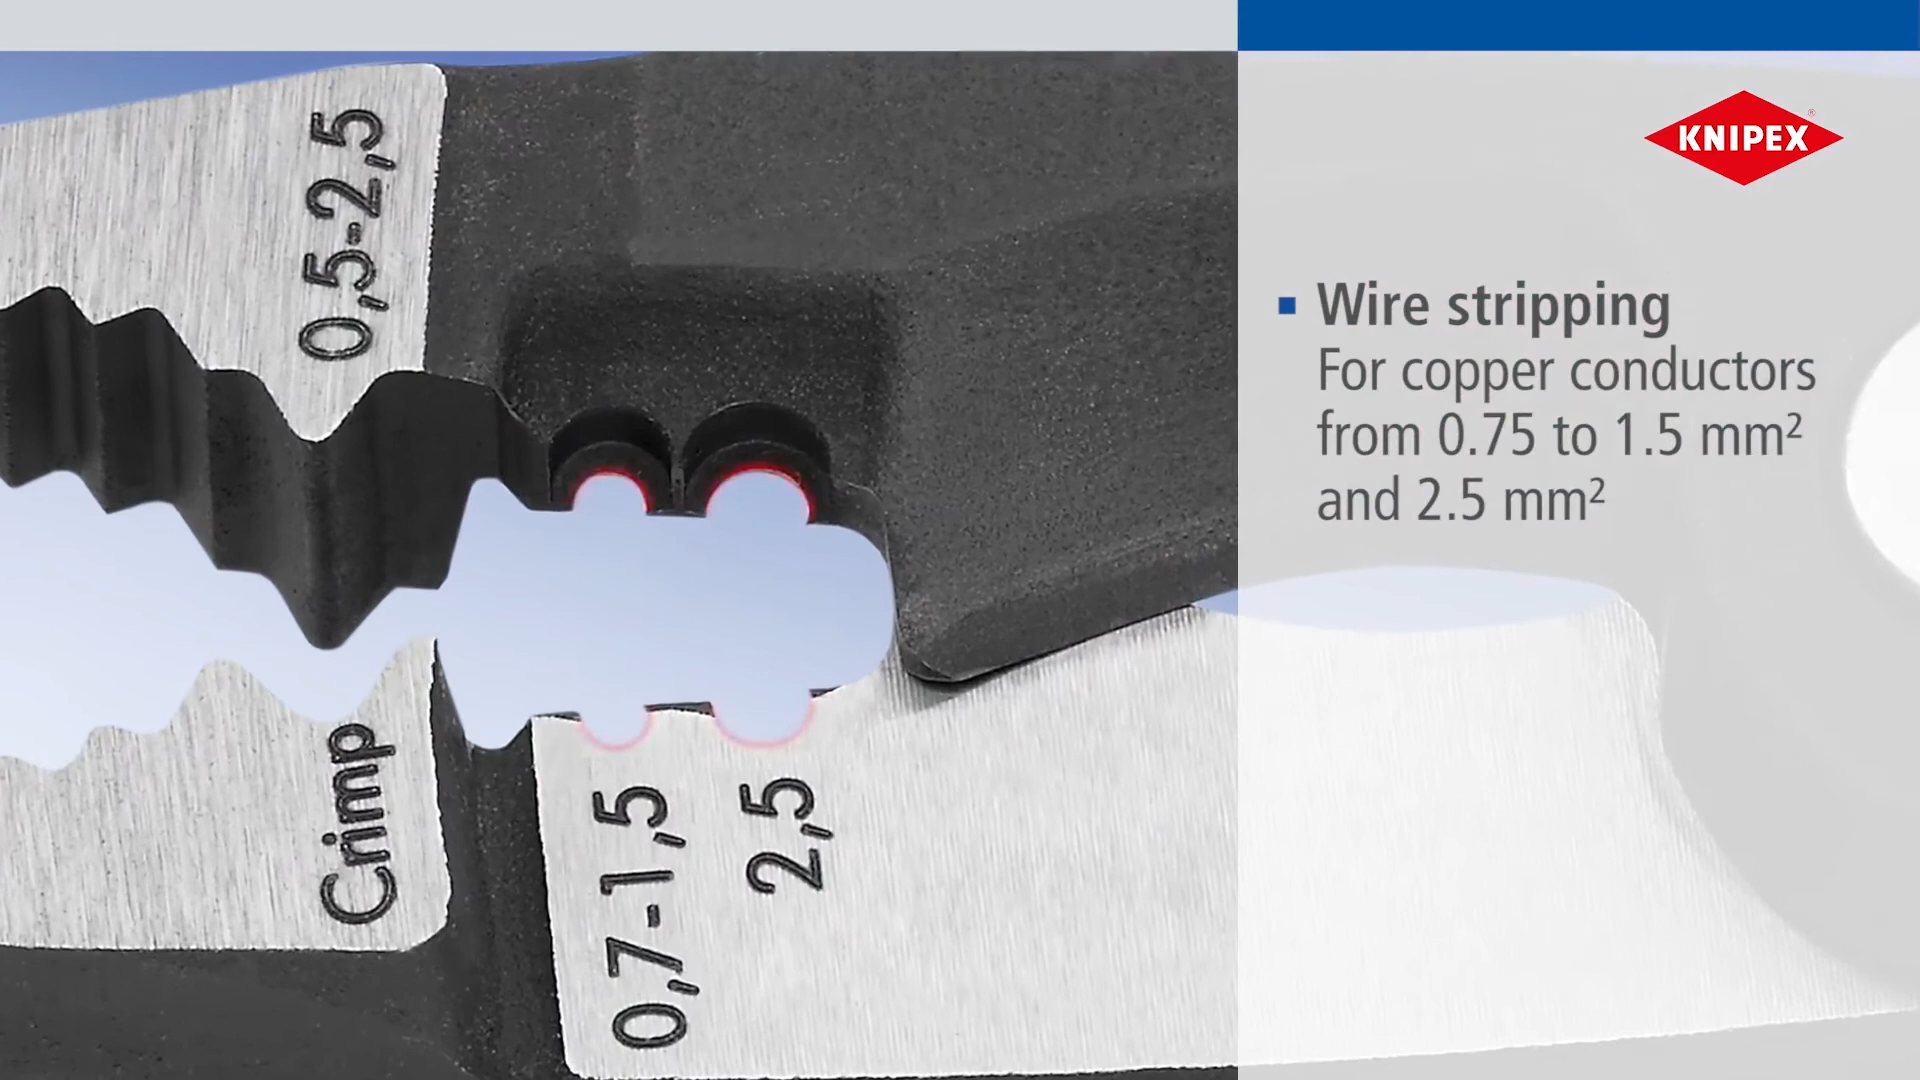 0,5-2,5
Crimp
0,7-1,5
2,5
KNIPEX
®
▪ Wire stripping
For copper conductors
from 0.75 to 1.5 mm²
and 2.5 mm²